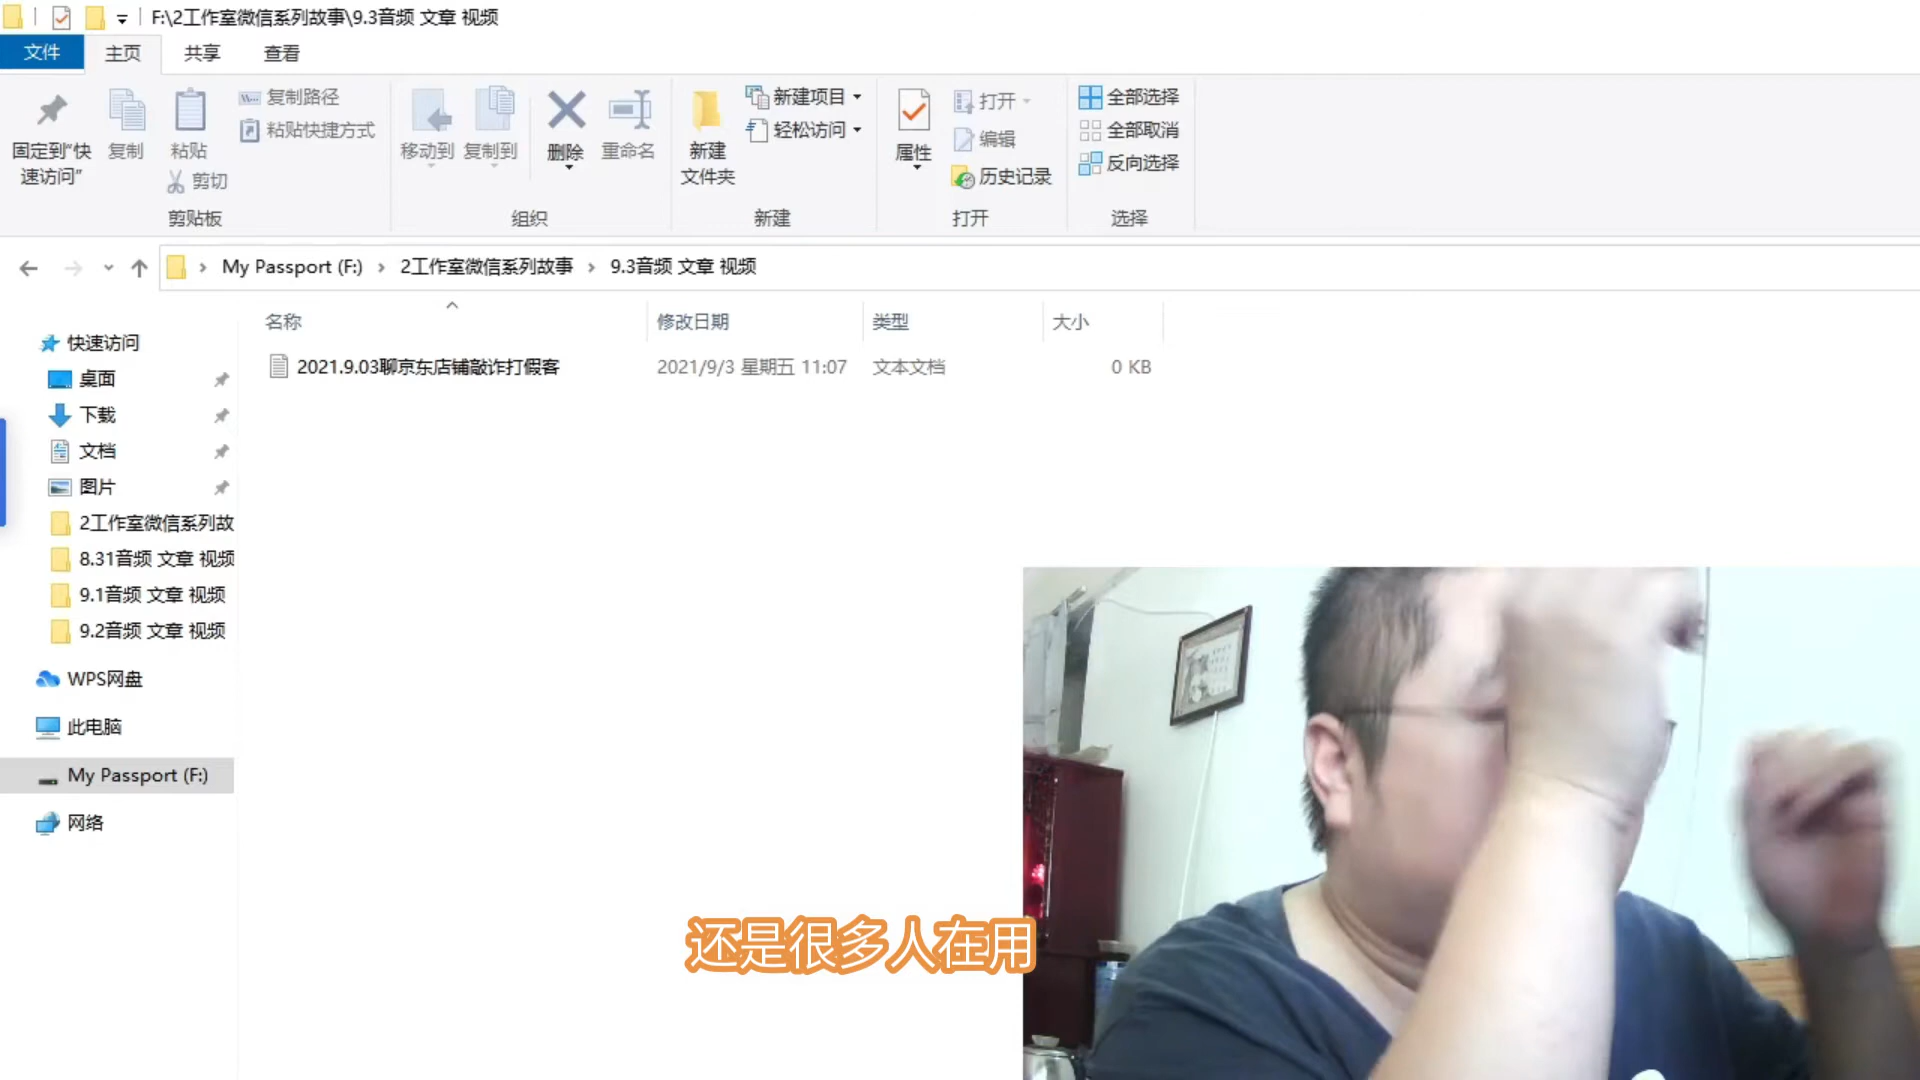 F:\2工作室微信系列故事\9.3音频 文章 视频
文件 主页 共享 查看
固定到"快速访问"
复制
粘贴
复制路径
粘贴快捷方式
剪切
剪贴板
移动到
复制到
删除
重命名
组织
新建文件夹
新建项目
轻松访问
新建
属性
打开
编辑
历史记录
打开
全部选择
全部取消
反向选择
选择
My Passport (F:) › 2工作室微信系列故事 › 9.3音频 文章 视频
名称 修改日期 类型 大小
2021.9.03聊京东店铺敲诈打假客 2021/9/3 星期五 11:07 文本文档 0 KB
快速访问
桌面
下载
文档
图片
2工作室微信系列故
8.31音频 文章 视频
9.1音频 文章 视频
9.2音频 文章 视频
WPS网盘
此电脑
My Passport (F:)
网络
还是很多人在用